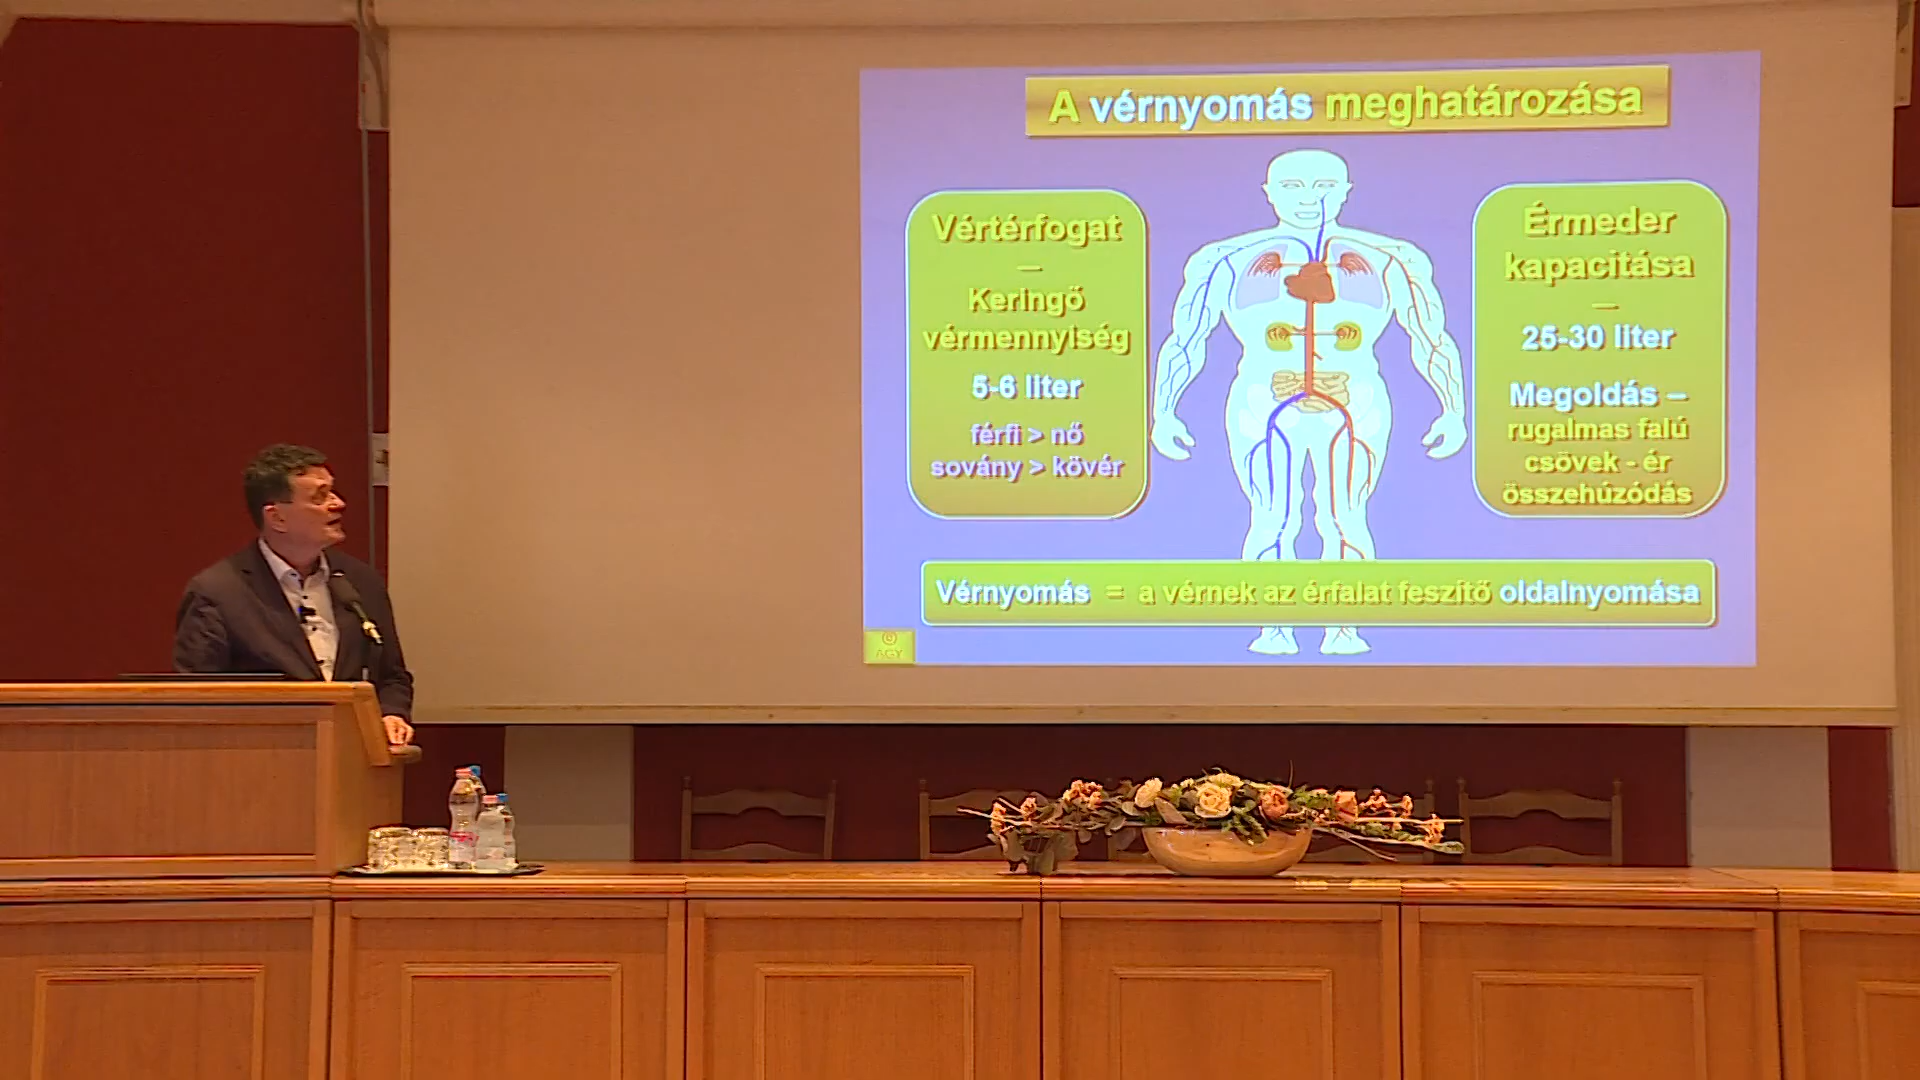 A vérnyomás meghatározása
Vértérfogat
–
Keringő
vérmennyiség
5-6 liter
férfi > nő
sovány > kövér
Érmeder
kapacitása
–
25-30 liter
Megoldás –
rugalmas falú
csövek - ér
összehúzódás
Vérnyomás = a vérnek az érfalat feszítő oldalnyomása
©
AGY